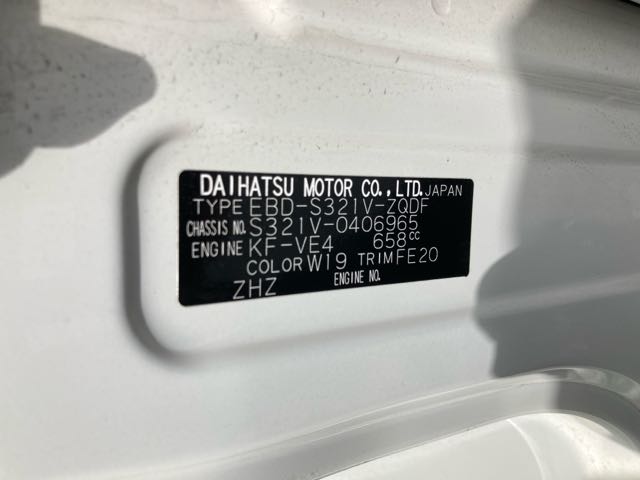 DAIHATSU MOTOR CO., LTD. JAPAN
TYPE EBD-S321V-ZQDF
CHASSIS NO. S321V-0406965
ENGINE KF-VE4 658CC
COLOR W19 TRIM FE20
ZHZ ENGINE NO.